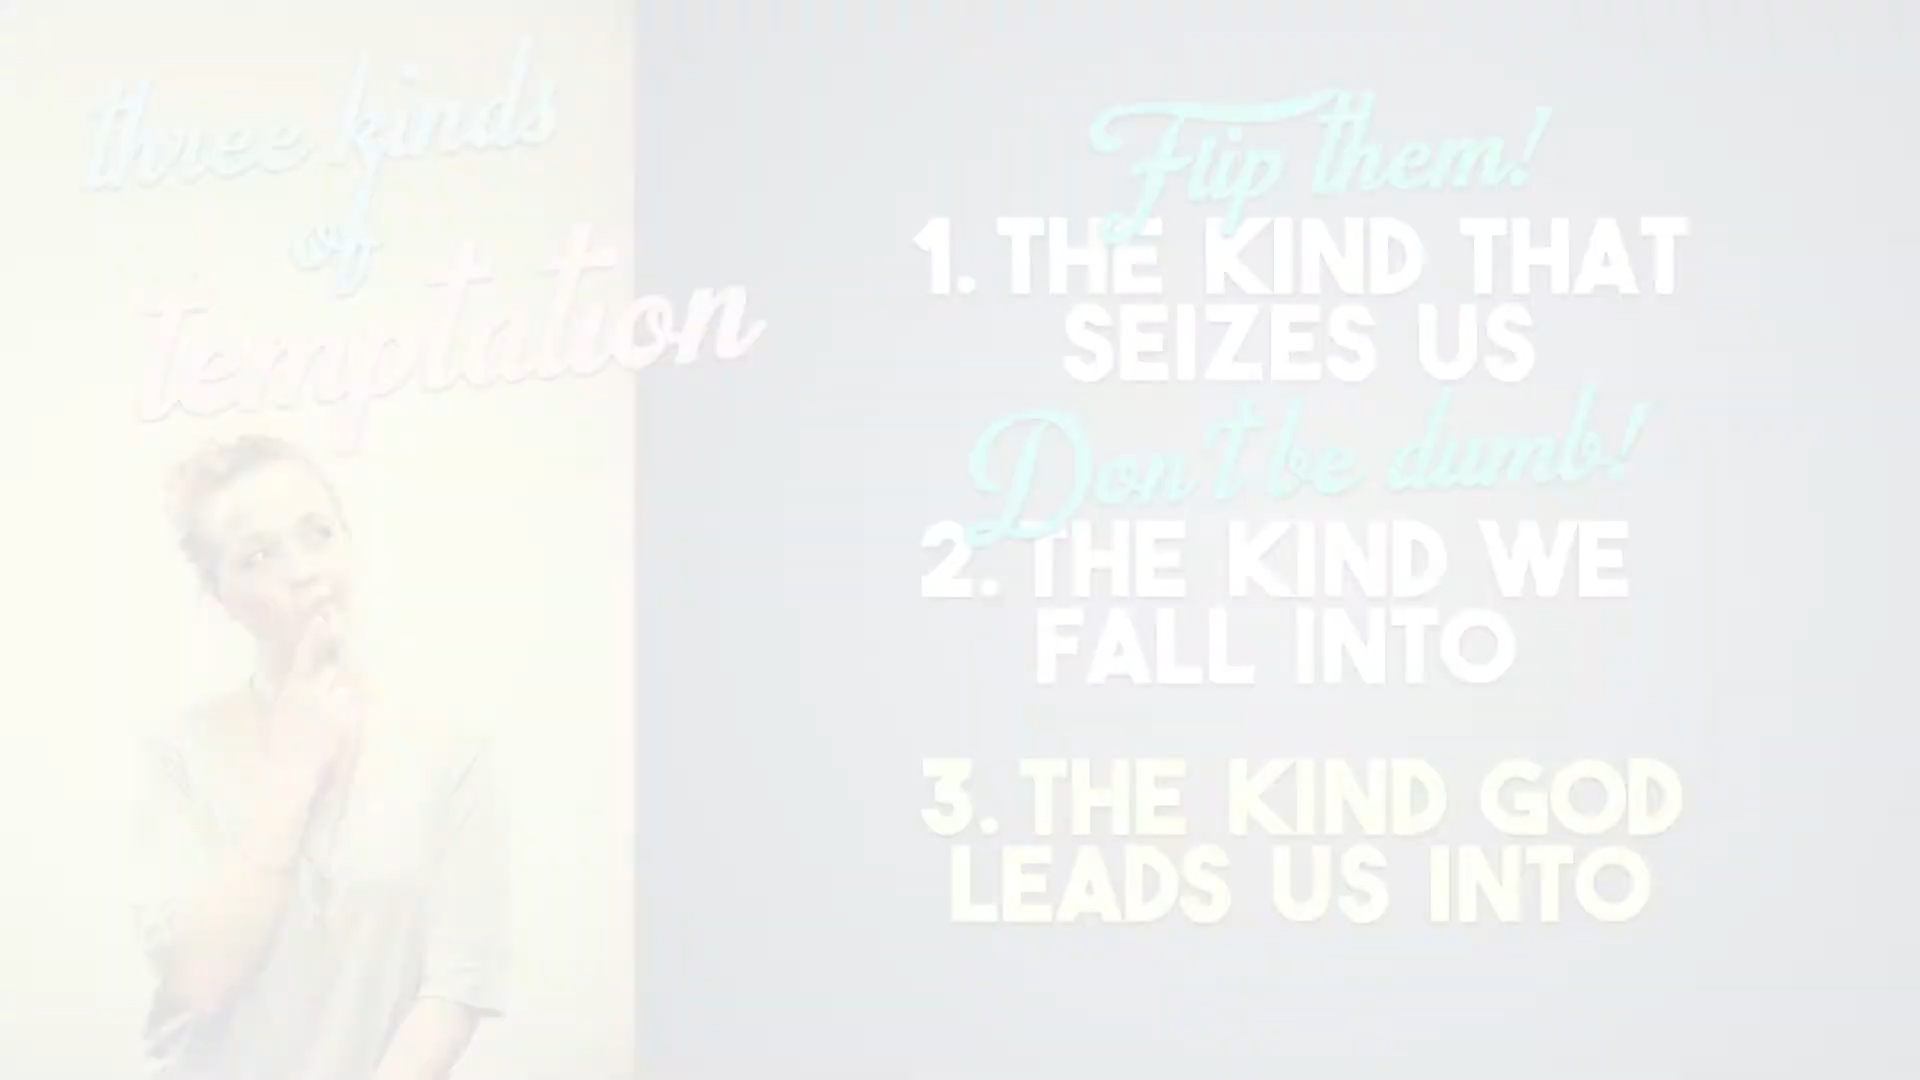 three kinds
of
Temptation
Flip them!
1. THE KIND THAT
SEIZES US
Don't be dumb!
2. THE KIND WE
FALL INTO
3. THE KIND GOD
LEADS US INTO